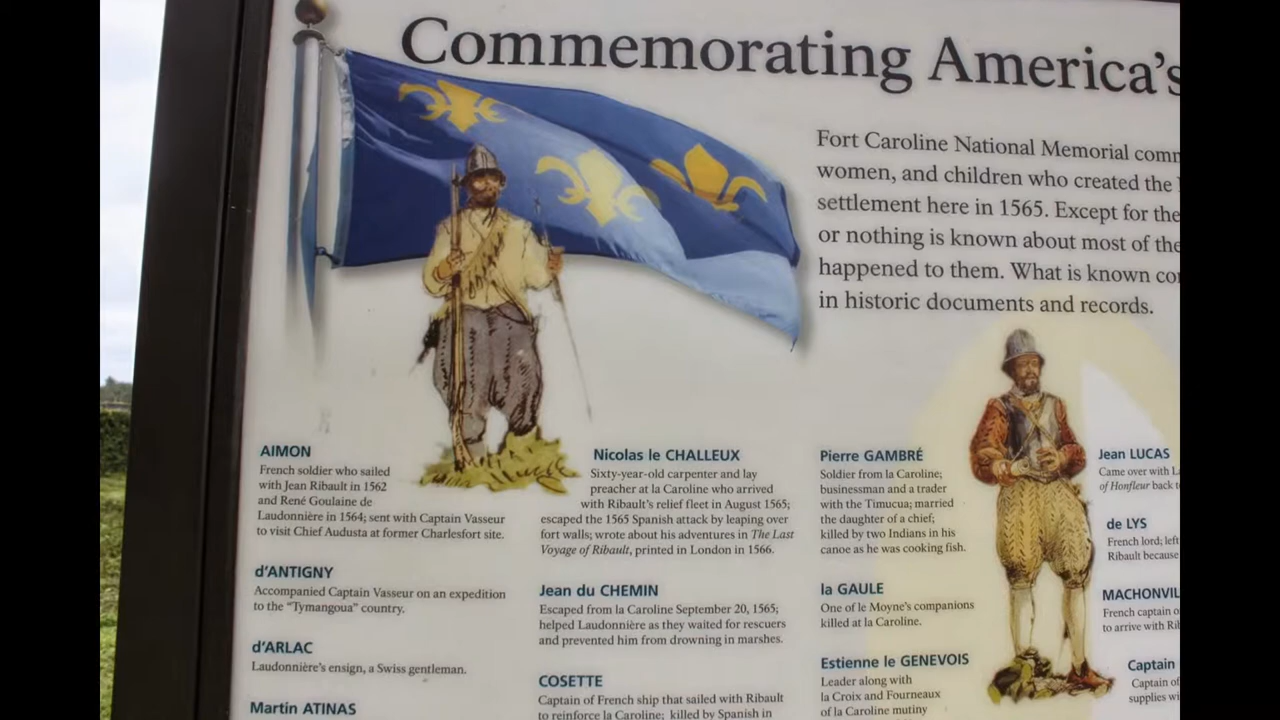 Commemorating America's
Fort Caroline National Memorial
women, and children who created the
settlement here in 1565. Except for the
or nothing is known about most of the
happened to them. What is known
in historic documents and records.
AIMON
French soldier who sailed
with Jean Ribault in 1562
and René Goulaine de
Laudonnière in 1564; sent with Captain Vasseur
to visit Chief Audusta at former Charlesfort site.
d'ANTIGNY
Accompanied Captain Vasseur on an expedition
to the “Tymangoua” country.
d'ARLAC
Laudonnière's ensign, a Swiss gentleman.
Martin ATINAS
Nicolas le CHALLEUX
Sixty-year-old carpenter and lay
preacher at la Caroline who arrived
with Ribault's relief fleet in August 1565;
escaped the 1565 Spanish attack by leaping over
fort walls; wrote about his adventures in The Last
Voyage of Ribault, printed in London in 1566.
Jean du CHEMIN
Escaped from la Caroline September 20, 1565;
helped Laudonnière as they waited for rescuers
and prevented him from drowning in marshes.
COSETTE
Captain of French ship that sailed with Ribault
to reinforce la Caroline; killed by Spanish in
Pierre GAMBRÉ
Soldier from la Caroline;
businessman and a trader
with the Timucua; married
the daughter of a chief;
killed by two Indians in his
canoe as he was cooking fish.
la GAULE
One of le Moyne's companions
killed at la Caroline.
Estienne le GENEVOIS
Leader along with
la Croix and Fourneaux
of la Caroline mutiny
Jean LUCAS
Came over with
of Honfleur back
de LYS
French lord; left
Ribault because
French captain
to arrive with
Captain
Captain of
supplies